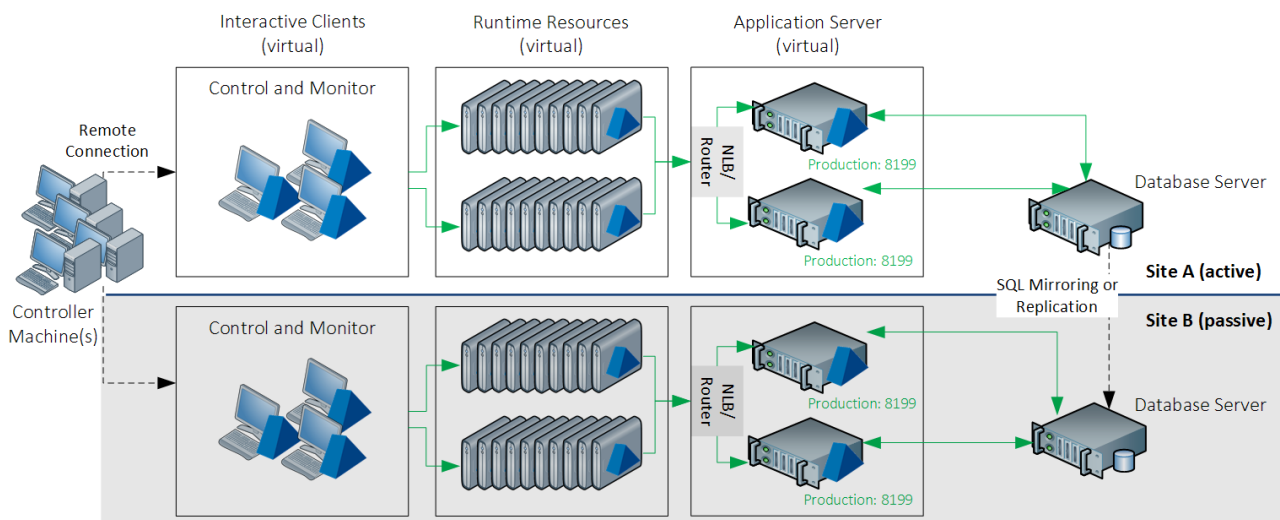 Interactive Clients
(virtual)
Runtime Resources
(virtual)
Application Server
(virtual)
Control and Monitor
Remote
Connection
NLB/
Router
Production: 8199
Production: 8199
Database Server
Controller
Machine(s)
Site A (active)
SQL Mirroring or
Replication
Site B (passive)
Control and Monitor
NLB/
Router
Production: 8199
Production: 8199
Database Server